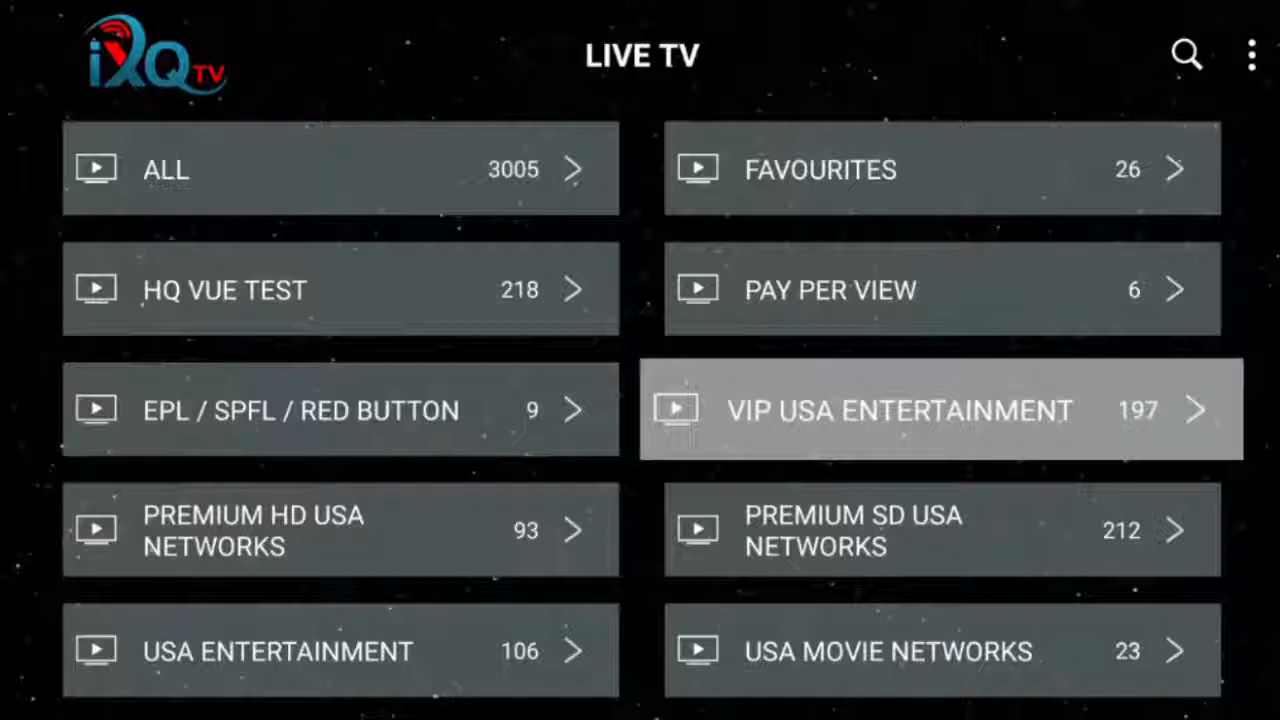 iXQ TV
LIVE TV
ALL 3005
FAVOURITES 26
HQ VUE TEST 218
PAY PER VIEW 6
EPL / SPFL / RED BUTTON 9
VIP USA ENTERTAINMENT 197
PREMIUM HD USA
NETWORKS 93
PREMIUM SD USA
NETWORKS 212
USA ENTERTAINMENT 106
USA MOVIE NETWORKS 23